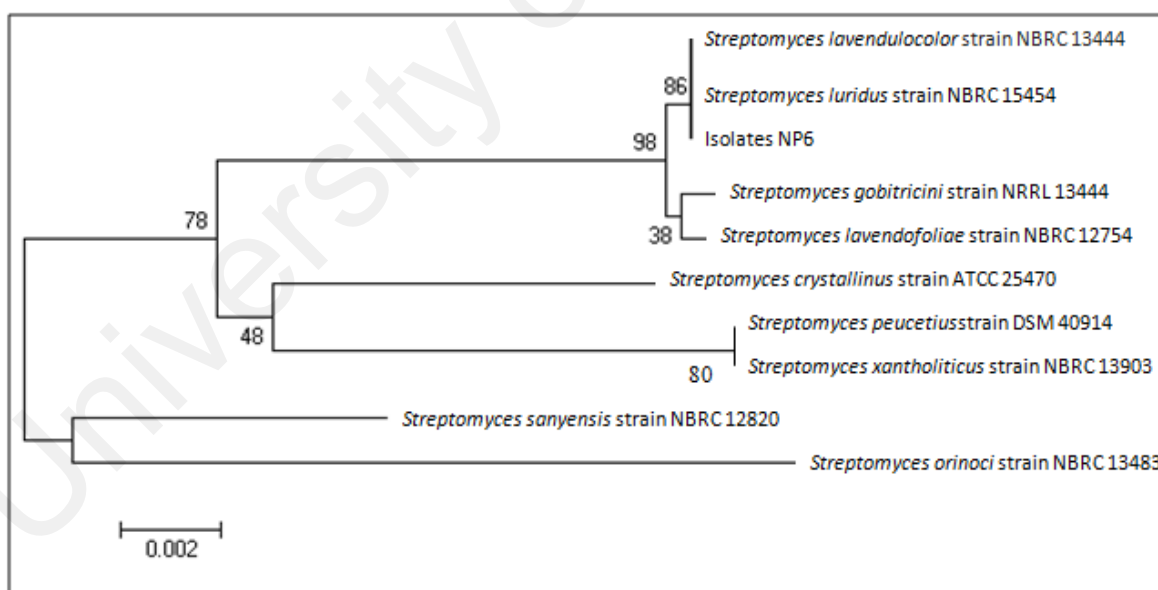 Streptomyces lavendulocolor strain NBRC 13444
86
Streptomyces luridus strain NBRC 15454
98
Isolates NP6
Streptomyces gobitricini strain NRRL 13444
78
38
Streptomyces lavendofoliae strain NBRC 12754
Streptomyces crystallinus strain ATCC 25470
48
Streptomyces peucetiusstrain DSM 40914
80
Streptomyces xantholiticus strain NBRC 13903
Streptomyces sanyensis strain NBRC 12820
Streptomyces orinoci strain NBRC 13483
0.002
University